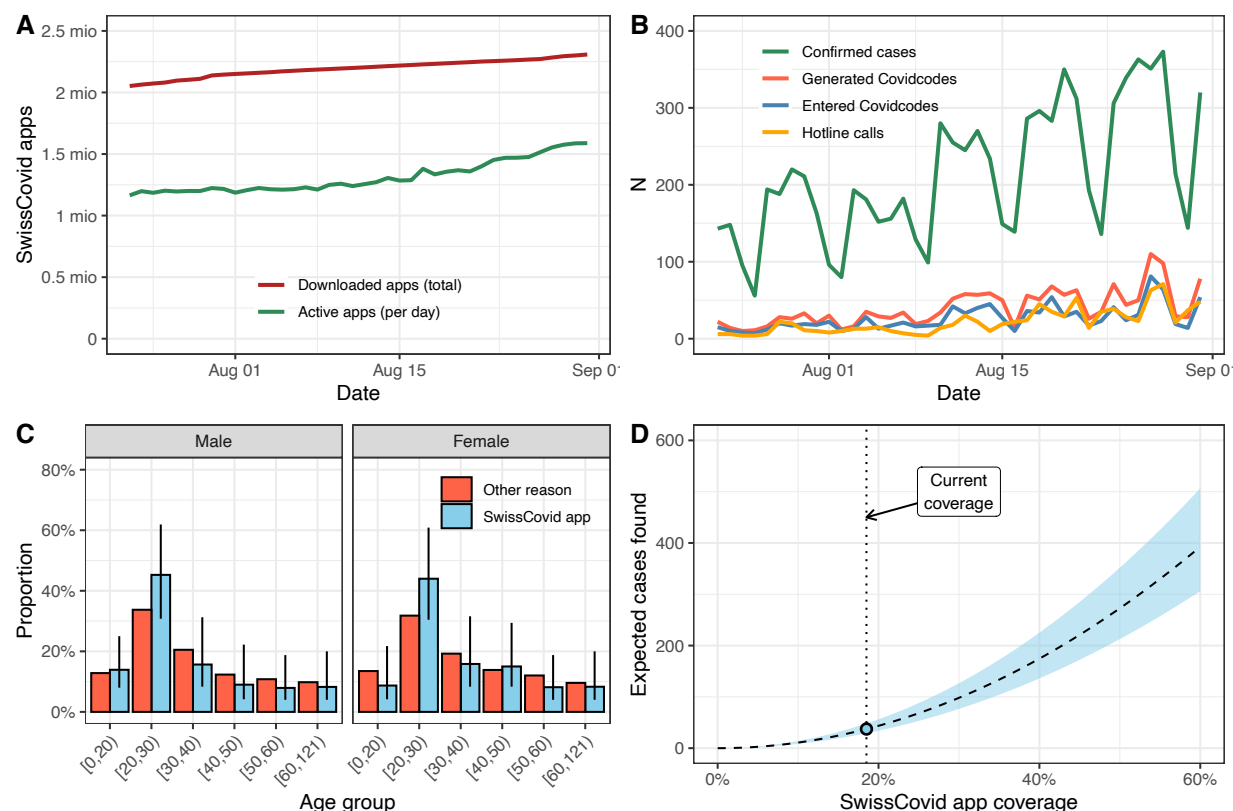 A
SwissCovid apps
2.5 mio
2 mio
1.5 mio
1 mio
0.5 mio
0
Downloaded apps (total)
Active apps (per day)
Aug 01
Aug 15
Sep 01
Date
B
N
400
300
200
100
0
Confirmed cases
Generated Covidcodes
Entered Covidcodes
Hotline calls
Aug 01
Aug 15
Sep 01
Date
C
Male
Female
Proportion
80%
60%
40%
20%
0%
Other reason
SwissCovid app
[0,20)
[20,30)
[30,40)
[40,50)
[50,60)
[60,121)
[0,20)
[20,30)
[30,40)
[40,50)
[50,60)
[60,121)
Age group
D
Expected cases found
600
400
200
0
Current
coverage
0%
20%
40%
60%
SwissCovid app coverage